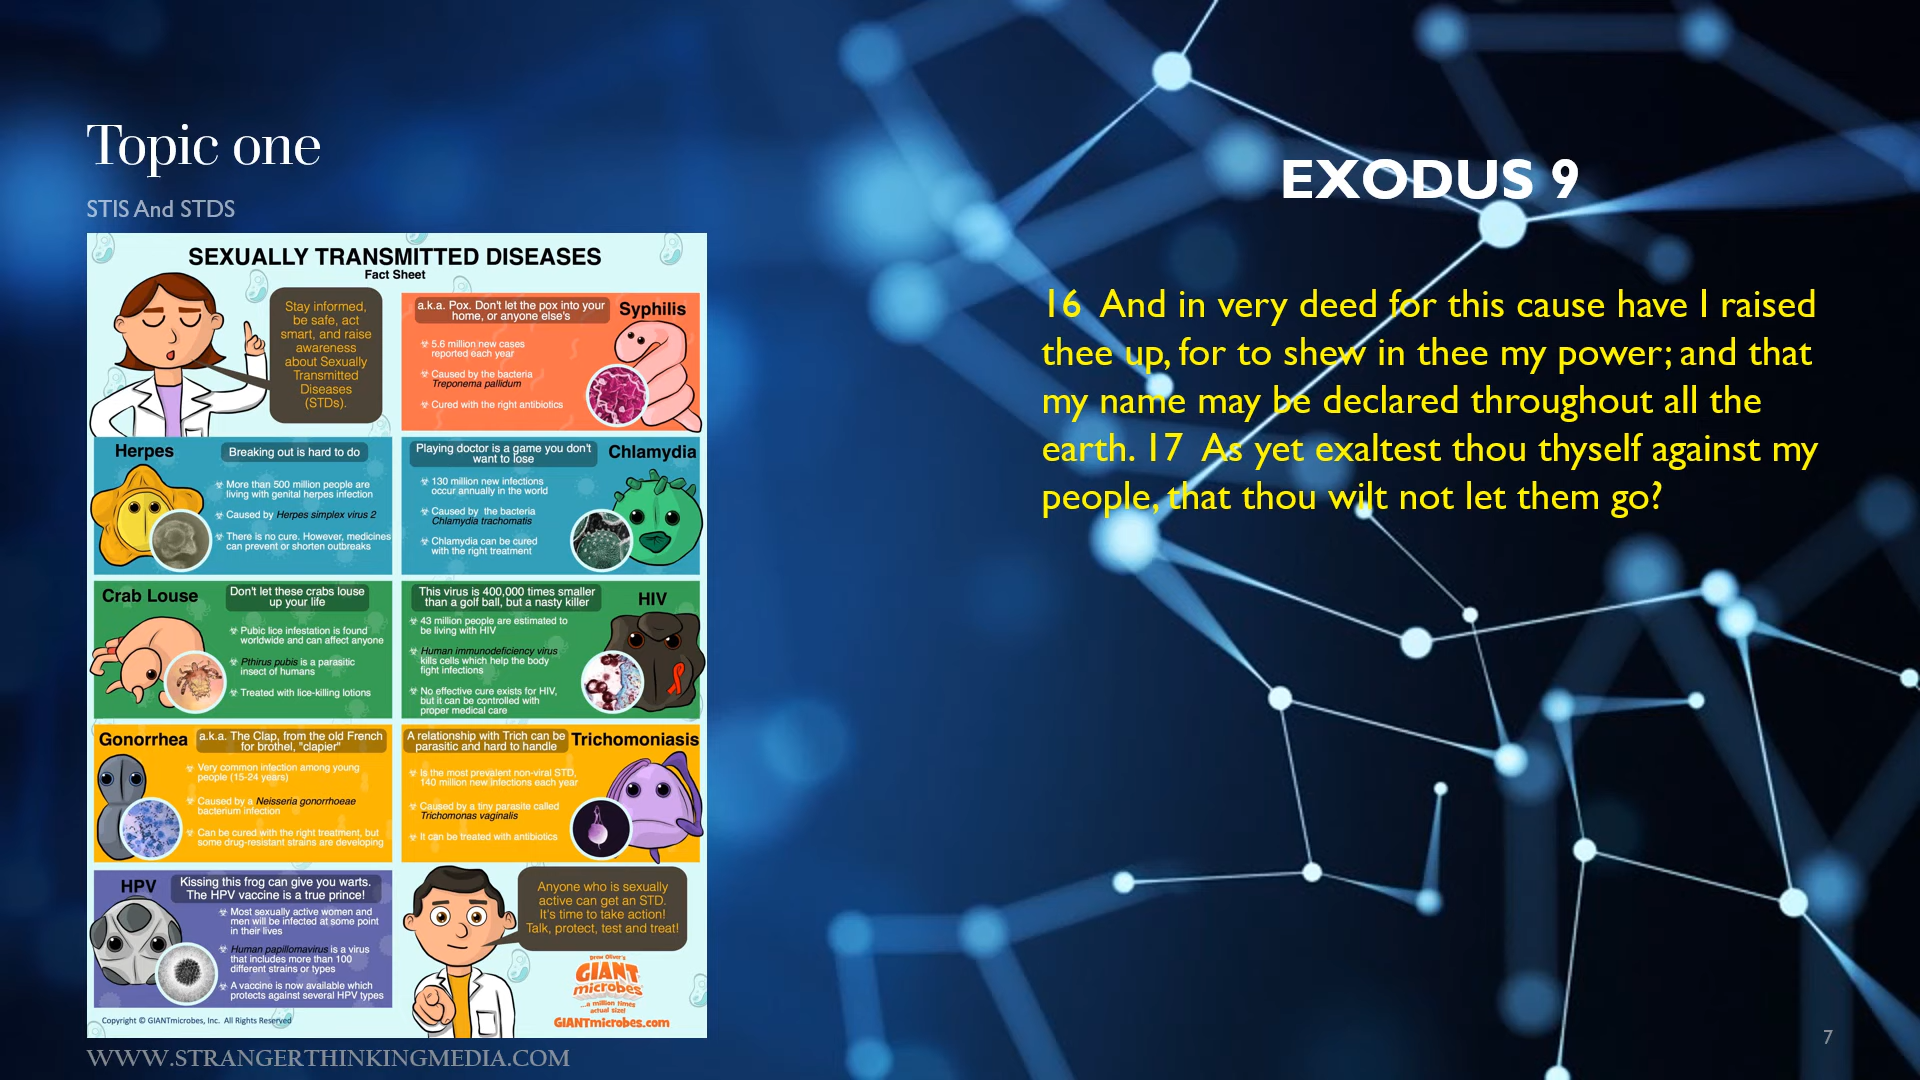 Topic one
STIS And STDS
SEXUALLY TRANSMITTED DISEASES
Fact Sheet
Stay informed,
be safe, act
smart, and raise
awareness
about Sexually
Transmitted
Diseases
(STDs).
a.k.a. Pox. Don't let the pox into your
home, or anyone else's
Syphilis
5.6 million new cases
reported each year
Caused by the bacteria
Treponema pallidum
Cured with the right antibiotics
Herpes
Breaking out is hard to do
More than 500 million people are
living with genital herpes infection
Caused by Herpes simplex virus 2
There is no cure. However, medicines
can prevent or shorten outbreaks
Playing doctor is a game you don't
want to lose
Chlamydia
130 million new infections
occur annually in the world
Caused by the bacteria
Chlamydia trachomatis
Chlamydia can be cured
with the right treatment
Crab Louse
Don't let these crabs louse
up your life
Pubic lice infestation is found
worldwide and can affect anyone
Pthirus pubis is a parasitic
insect of humans
Treated with lice-killing lotions
This virus is 400,000 times smaller
than a golf ball, but a nasty killer
HIV
43 million people are estimated to
be living with HIV
Human immunodeficiency virus
kills cells which help the body
fight infections
No effective cure exists for HIV,
but it can be controlled with
proper medical care
Gonorrhea
a.k.a. The Clap, from the old French
for brothel, "clapier"
Very common infection among young
people (15-24 years)
Caused by a Neisseria gonorrhoeae
bacterium infection
Can be cured with the right treatment, but
some drug-resistant strains are developing
A relationship with Trich can be
parasitic and hard to handle
Trichomoniasis
Is the most prevalent non-viral STD,
140 million new infections each year
Caused by a tiny parasite called
Trichomonas vaginalis
It can be treated with antibiotics
HPV
Kissing this frog can give you warts.
The HPV vaccine is a true prince!
Most sexually active women and
men will be infected at some point
in their lives
Human papillomavirus is a virus
that includes more than 100
different strains or types
A vaccine is now available which
protects against several HPV types
Anyone who is sexually
active can get an STD.
It's time to take action!
Talk, protect, test and treat!
Drew Oliver's
GIANT
microbes
...a million times
actual size!
GIANTmicrobes.com
Copyright © GIANTmicrobes, Inc. All Rights Reserved
WWW.STRANGERTHINKINGMEDIA.COM
EXODUS 9
16 And in very deed for this cause have I raised
thee up, for to shew in thee my power; and that
my name may be declared throughout all the
earth. 17 As yet exaltest thou thyself against my
people, that thou wilt not let them go?
7